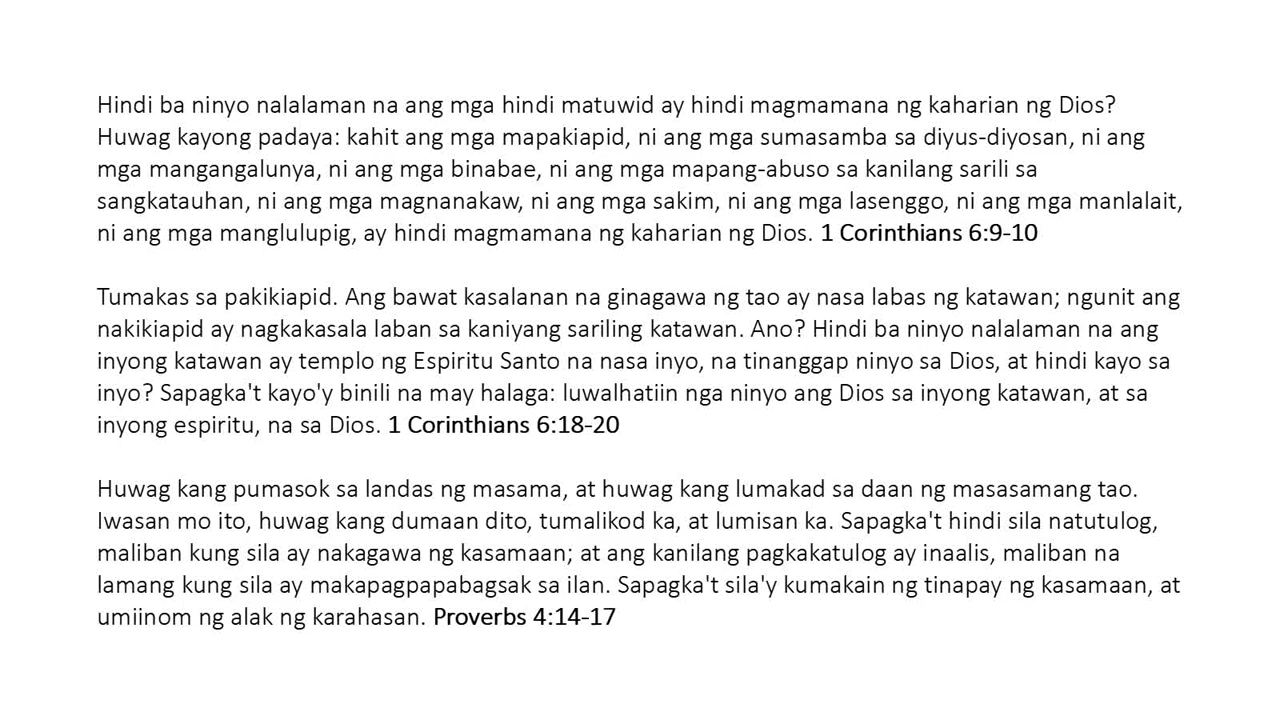 Hindi ba ninyo nalalaman na ang mga hindi matuwid ay hindi magmamana ng kaharian ng Dios?
Huwag kayong padaya: kahit ang mga mapakiapid, ni ang mga sumasamba sa diyus-diyosan, ni ang
mga mangangalunya, ni ang mga binabae, ni ang mga mapang-abuso sa kanilang sarili sa
sangkatauhan, ni ang mga magnanakaw, ni ang mga sakim, ni ang mga lasenggo, ni ang mga manlalait,
ni ang mga manglulupig, ay hindi magmamana ng kaharian ng Dios. 1 Corinthians 6:9-10
Tumakas sa pakikiapid. Ang bawat kasalanan na ginagawa ng tao ay nasa labas ng katawan; ngunit ang
nakikiapid ay nagkakasala laban sa kaniyang sariling katawan. Ano? Hindi ba ninyo nalalaman na ang
inyong katawan ay templo ng Espiritu Santo na nasa inyo, na tinanggap ninyo sa Dios, at hindi kayo sa
inyo? Sapagka't kayo'y binili na may halaga: luwalhatiin nga ninyo ang Dios sa inyong katawan, at sa
inyong espiritu, na sa Dios. 1 Corinthians 6:18-20
Huwag kang pumasok sa landas ng masama, at huwag kang lumakad sa daan ng masasamang tao.
Iwasan mo ito, huwag kang dumaan dito, tumalikod ka, at lumisan ka. Sapagka't hindi sila natutulog,
maliban kung sila ay nakagawa ng kasamaan; at ang kanilang pagkakatulog ay inaalis, maliban na
lamang kung sila ay makapagpapabagsak sa ilan. Sapagka't sila'y kumakain ng tinapay ng kasamaan, at
umiinom ng alak ng karahasan. Proverbs 4:14-17